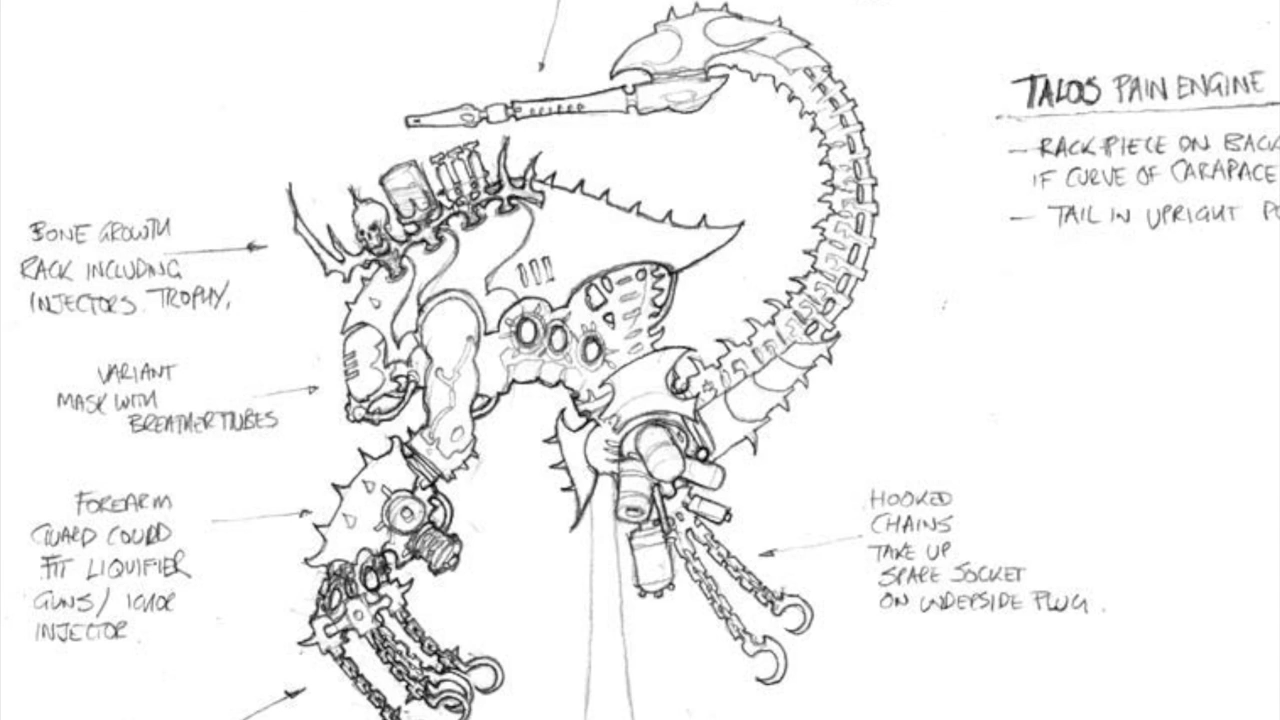 TALOS PAIN ENGINE
- RACK PIECE ON BACK
IF CURVE OF CARAPACE
- TAIL IN UPRIGHT
BONE GROWTH
RACK INCLUDING
INJECTORS. TROPHY.
VARIANT
MASK WITH
BREATHER TUBES
FOREARM
GUARD COULD
FIT LIQUIFIER
GUNS/ ICHOR
INJECTOR
HOOKED
CHAINS
TAKE UP
SPARE SOCKET
ON UNDERSIDE PLUG.